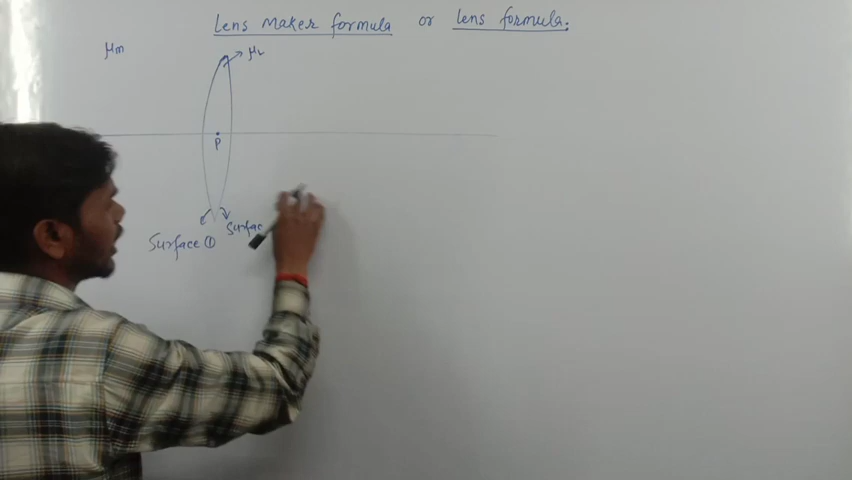 Lens Maker formula or lens formula.
μm
μL
P
Surface ①
Surfac